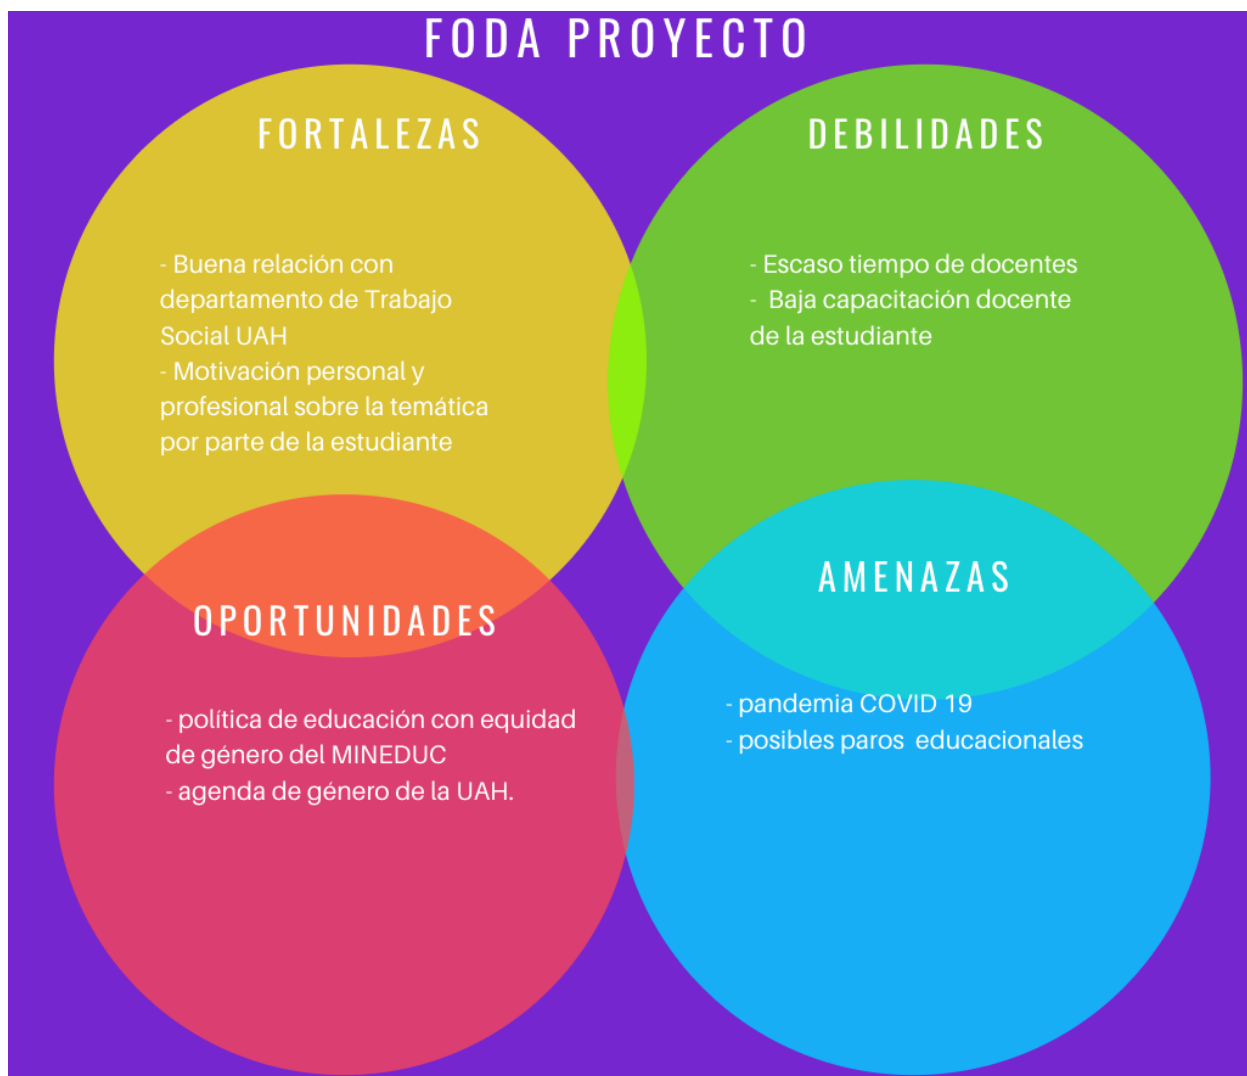 FODA PROYECTO
FORTALEZAS
- Buena relación con
departamento de Trabajo
Social UAH
- Motivación personal y
profesional sobre la temática
por parte de la estudiante
DEBILIDADES
- Escaso tiempo de docentes
- Baja capacitación docente
de la estudiante
OPORTUNIDADES
- política de educación con equidad
de género del MINEDUC
- agenda de género de la UAH.
AMENAZAS
- pandemia COVID 19
- posibles paros educacionales